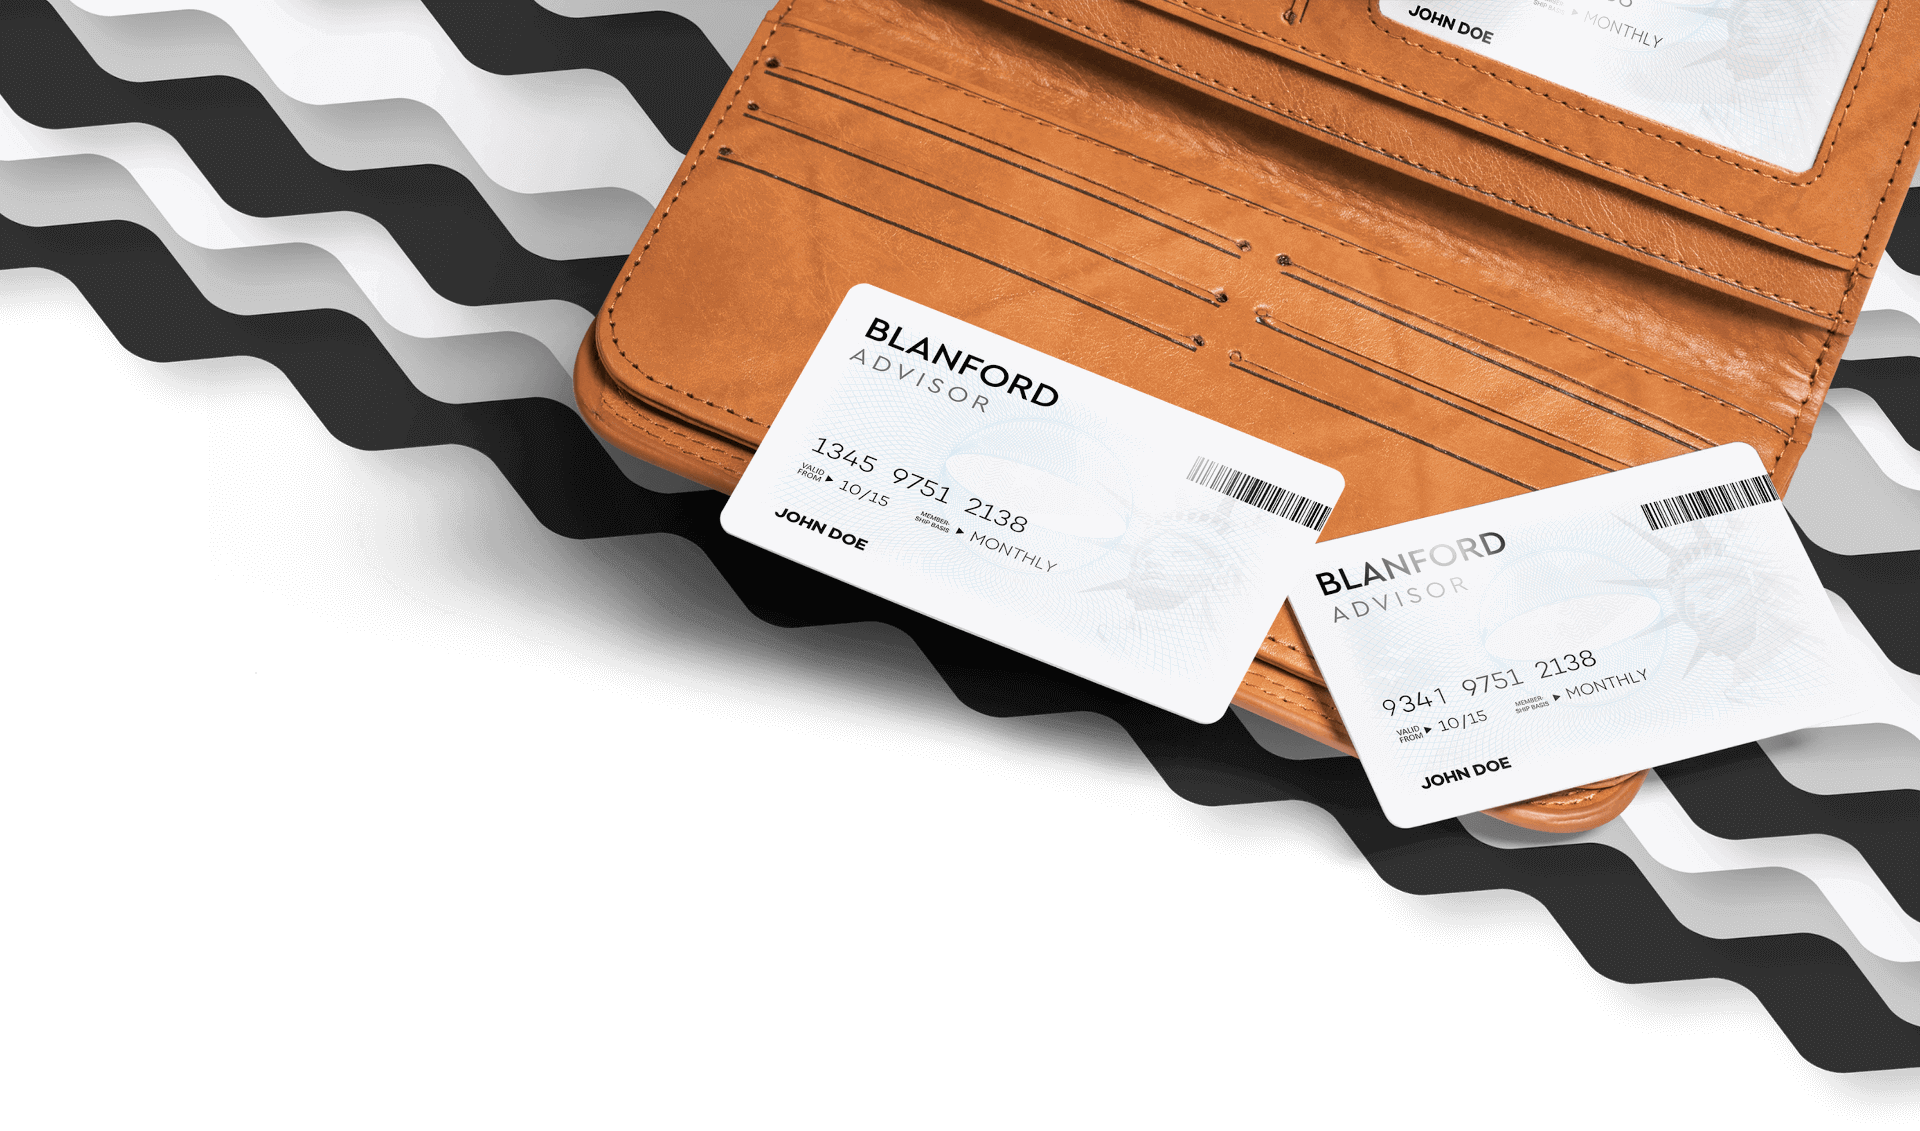 JOHN DOE
MONTHLY
BLANFORD
ADVISOR
1345 9751 2138
VALID
FROM ▶ 10/15
MEMBER-
SHIP BASIS ▶ MONTHLY
JOHN DOE
BLANFORD
ADVISOR
9341 9751 2138
VALID
FROM ▶ 10/15
MEMBER-
SHIP BASIS ▶ MONTHLY
JOHN DOE